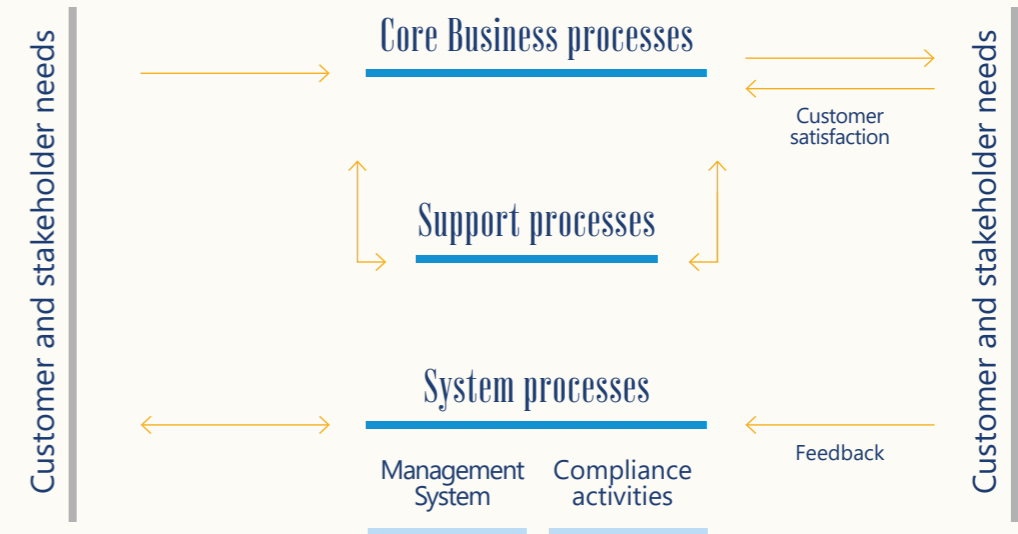 Customer and stakeholder needs
Core Business processes
Customer
satisfaction
Support processes
System processes
Feedback
Management
System
Compliance
activities
Customer and stakeholder needs